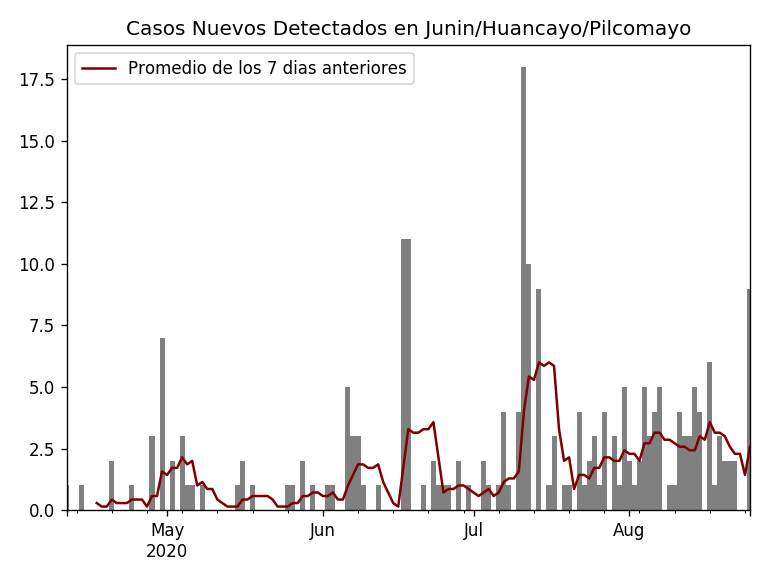 Casos Nuevos Detectados en Junin/Huancayo/Pilcomayo
Promedio de los 7 dias anteriores
17.5
15.0
12.5
10.0
7.5
5.0
2.5
0.0
May
2020
Jun
Jul
Aug